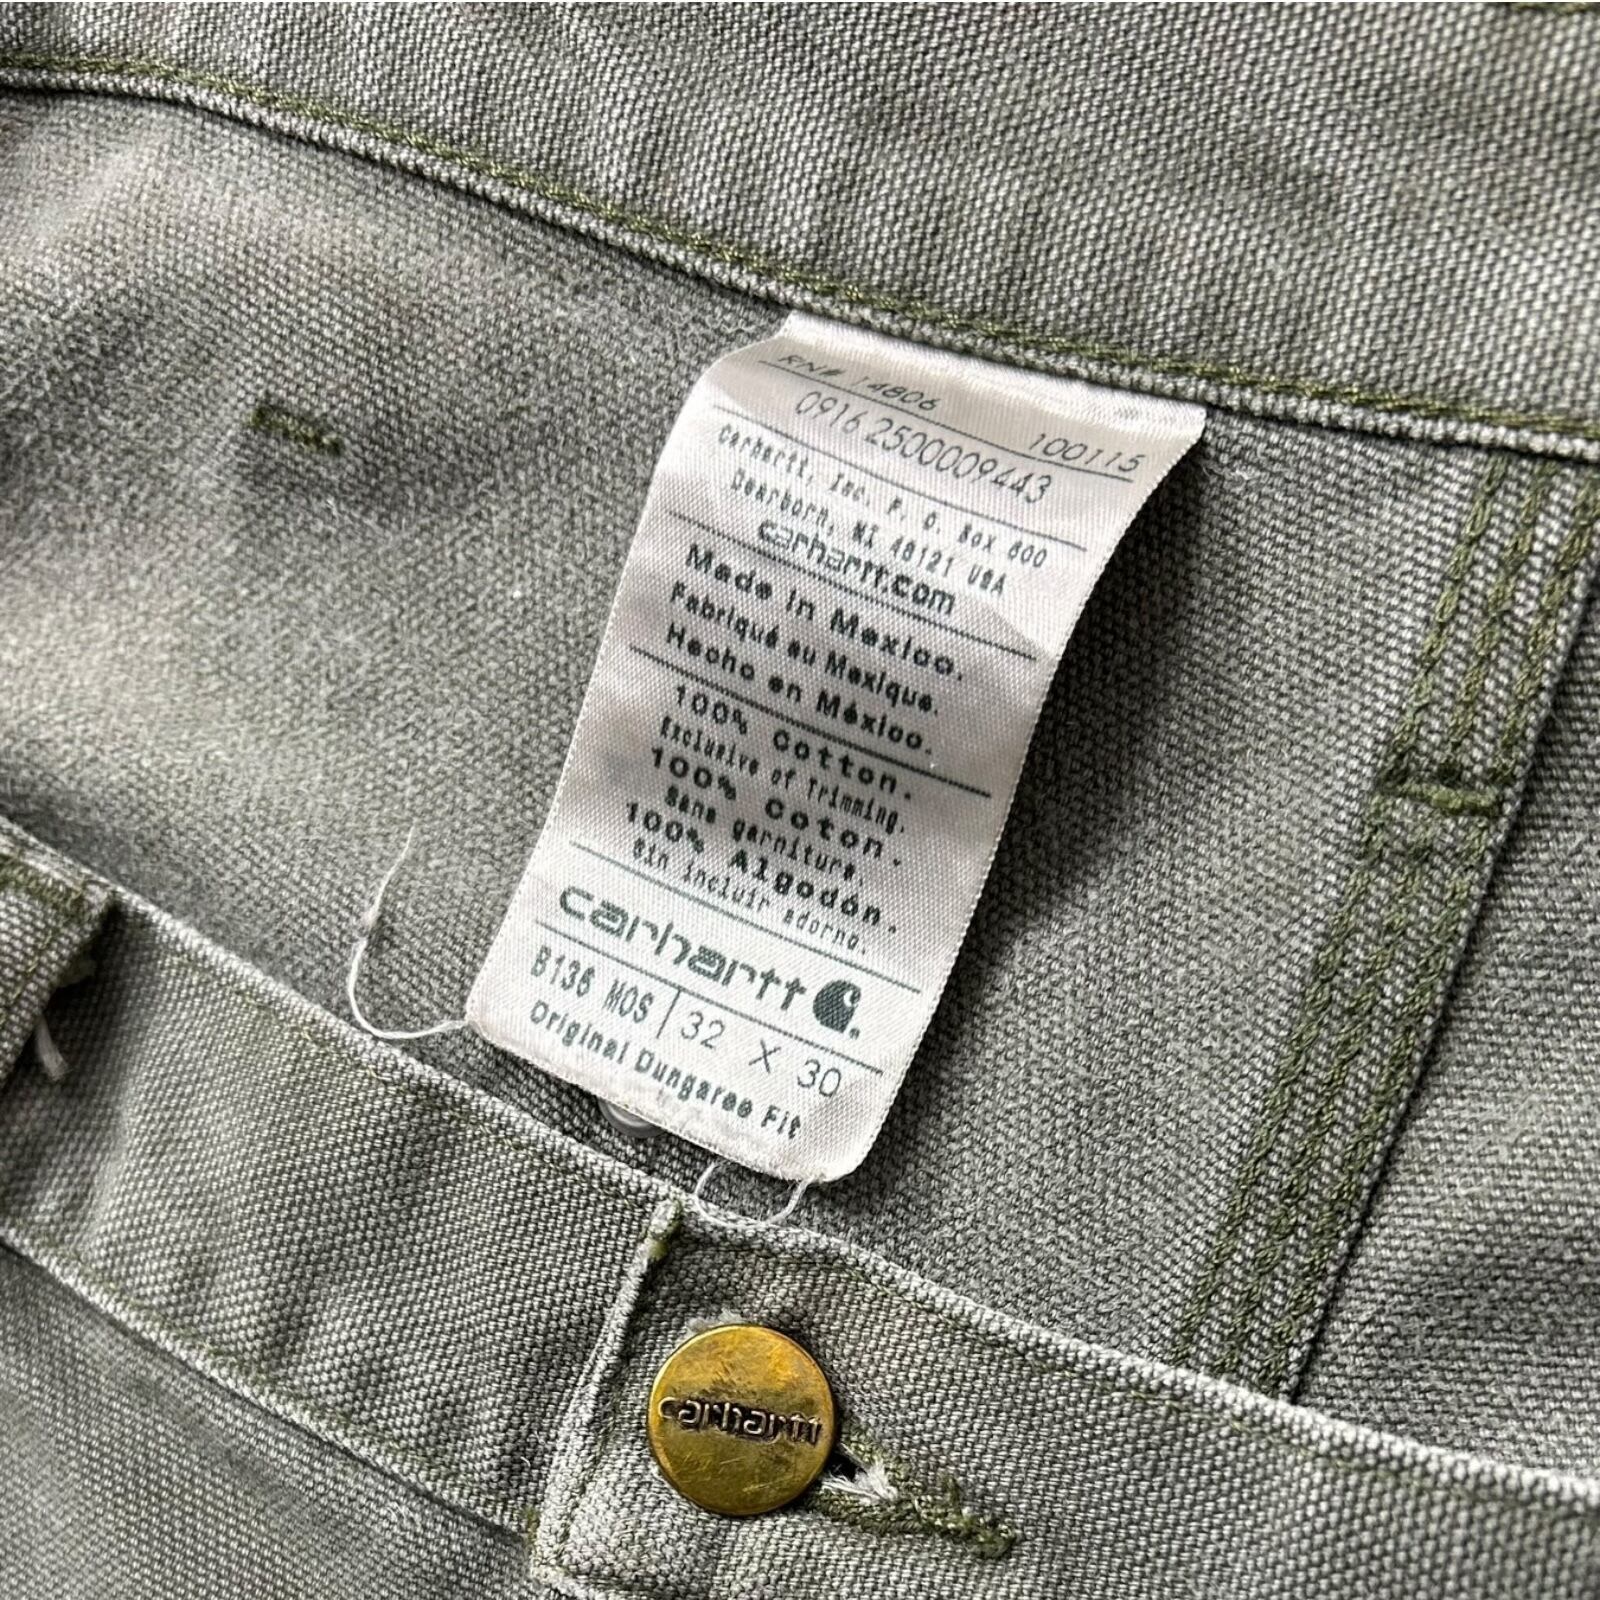 RN# 14806
100115
0916 2500009443
Carhartt, Inc. P. O. Box 600
Dearborn, MI 48121 USA
carhartt.com
Made in Mexico.
Fabriqué au Mexique.
Hecho en México.
100% Cotton.
Exclusive of Trimming.
100% Coton.
Sans garniture.
100% Algodón.
Sin incluir adorno.
carhartt
B136 MOS | 32 X 30
Original Dungaree Fit
carhartt